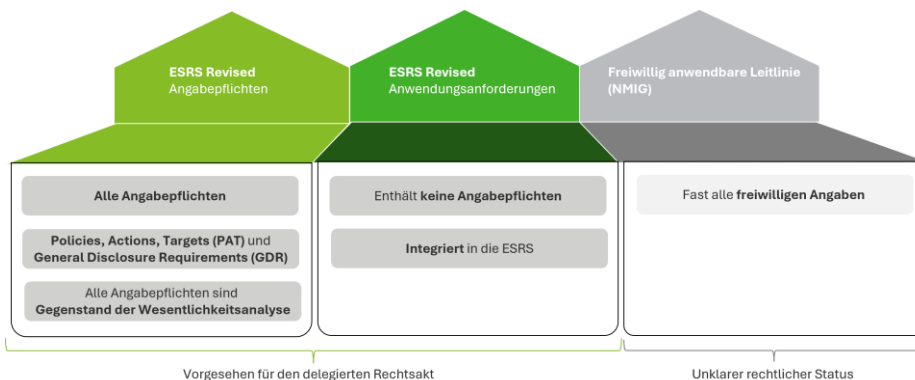 ESRS Revised
Angabepflichten
ESRS Revised
Anwendungsanforderungen
Freiwillig anwendbare Leitlinie
(NMIG)
Alle Angabepflichten
Policies, Actions, Targets (PAT) und
General Disclosure Requirements (GDR)
Alle Angabepflichten sind
Gegenstand der Wesentlichkeitsanalyse
Enthält keine Angabepflichten
Integriert in die ESRS
Fast alle freiwilligen Angaben
Vorgesehen für den delegierten Rechtsakt
Unklarer rechtlicher Status